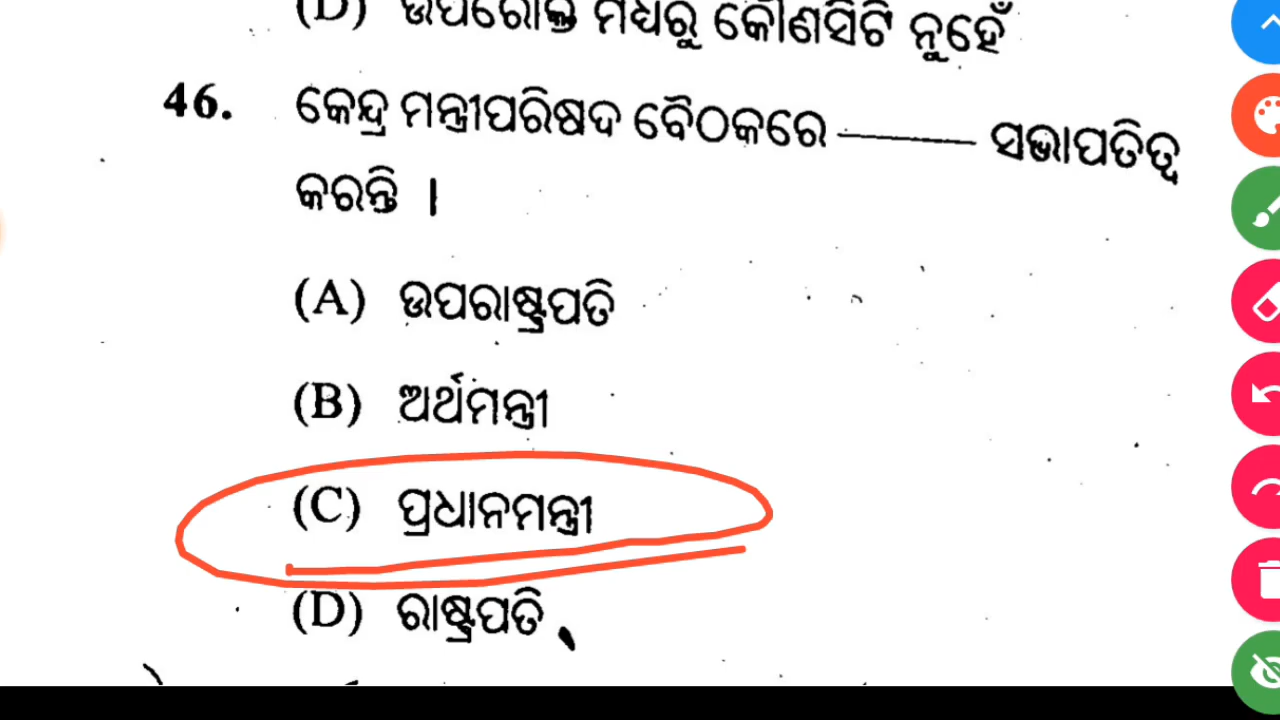 (D) ଉପରୋକ୍ତ ମଧ୍ୟରୁ କୌଣସିଟି ନୁହେଁ
46. କେନ୍ଦ୍ର ମନ୍ତ୍ରୀପରିଷଦ ବୈଠକରେ ——— ସଭାପତିତ୍ୱ
କରନ୍ତି ।
(A) ଉପରାଷ୍ଟ୍ରପତି
(B) ଅର୍ଥମନ୍ତ୍ରୀ
(C) ପ୍ରଧାନମନ୍ତ୍ରୀ
(D) ରାଷ୍ଟ୍ରପତି